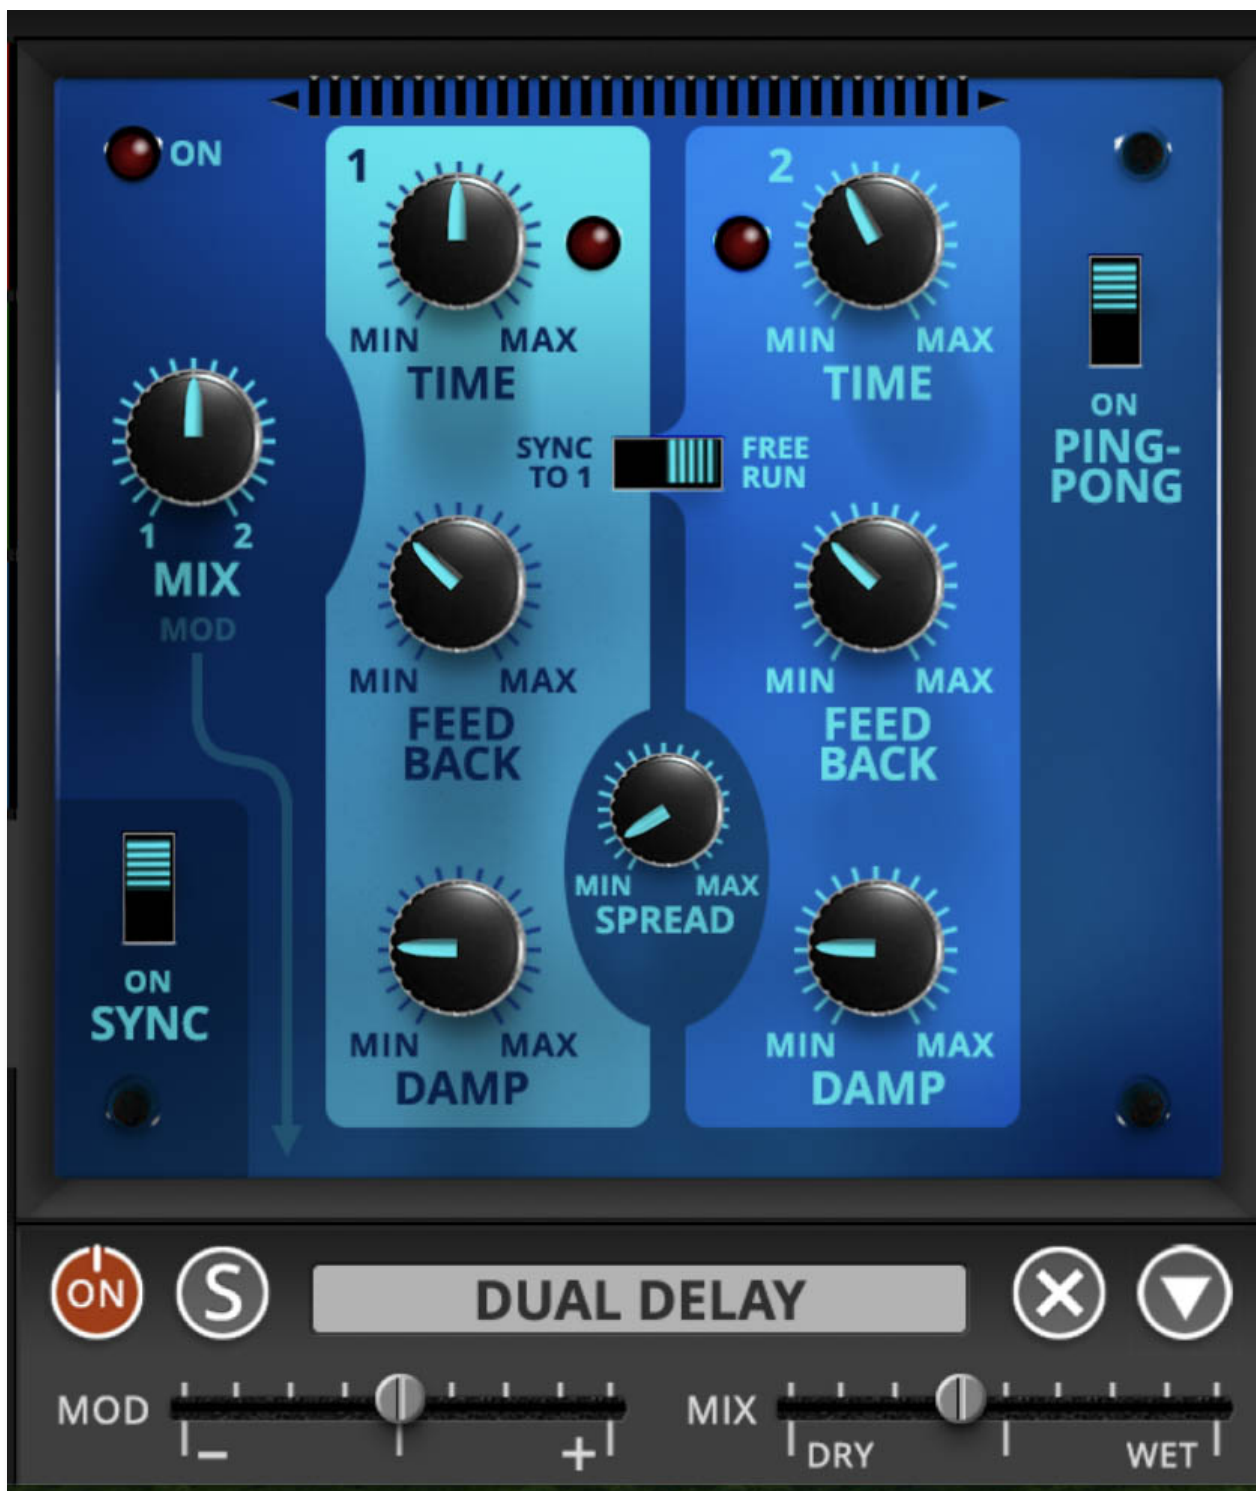 ON
1
2
MIN MAX
TIME
MIN MAX
TIME
ON
PING-
PONG
SYNC
TO 1
FREE
RUN
1 2
MIX
MOD
MIN MAX
FEED
BACK
MIN MAX
FEED
BACK
MIN MAX
SPREAD
ON
SYNC
MIN MAX
DAMP
MIN MAX
DAMP
ON
S
DUAL DELAY
MOD
- +
MIX
DRY WET